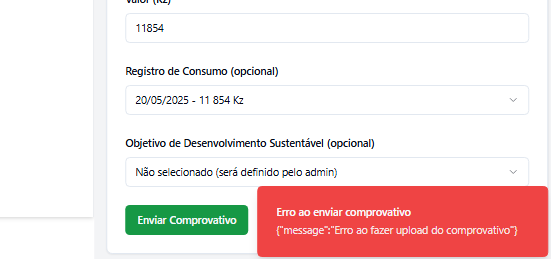 Valor (Kz)
11854
Registro de Consumo (opcional)
20/05/2025 - 11 854 Kz
Objetivo de Desenvolvimento Sustentável (opcional)
Não selecionado (será definido pelo admin)
Enviar Comprovativo
Erro ao enviar comprovativo
{"message":"Erro ao fazer upload do comprovativo"}